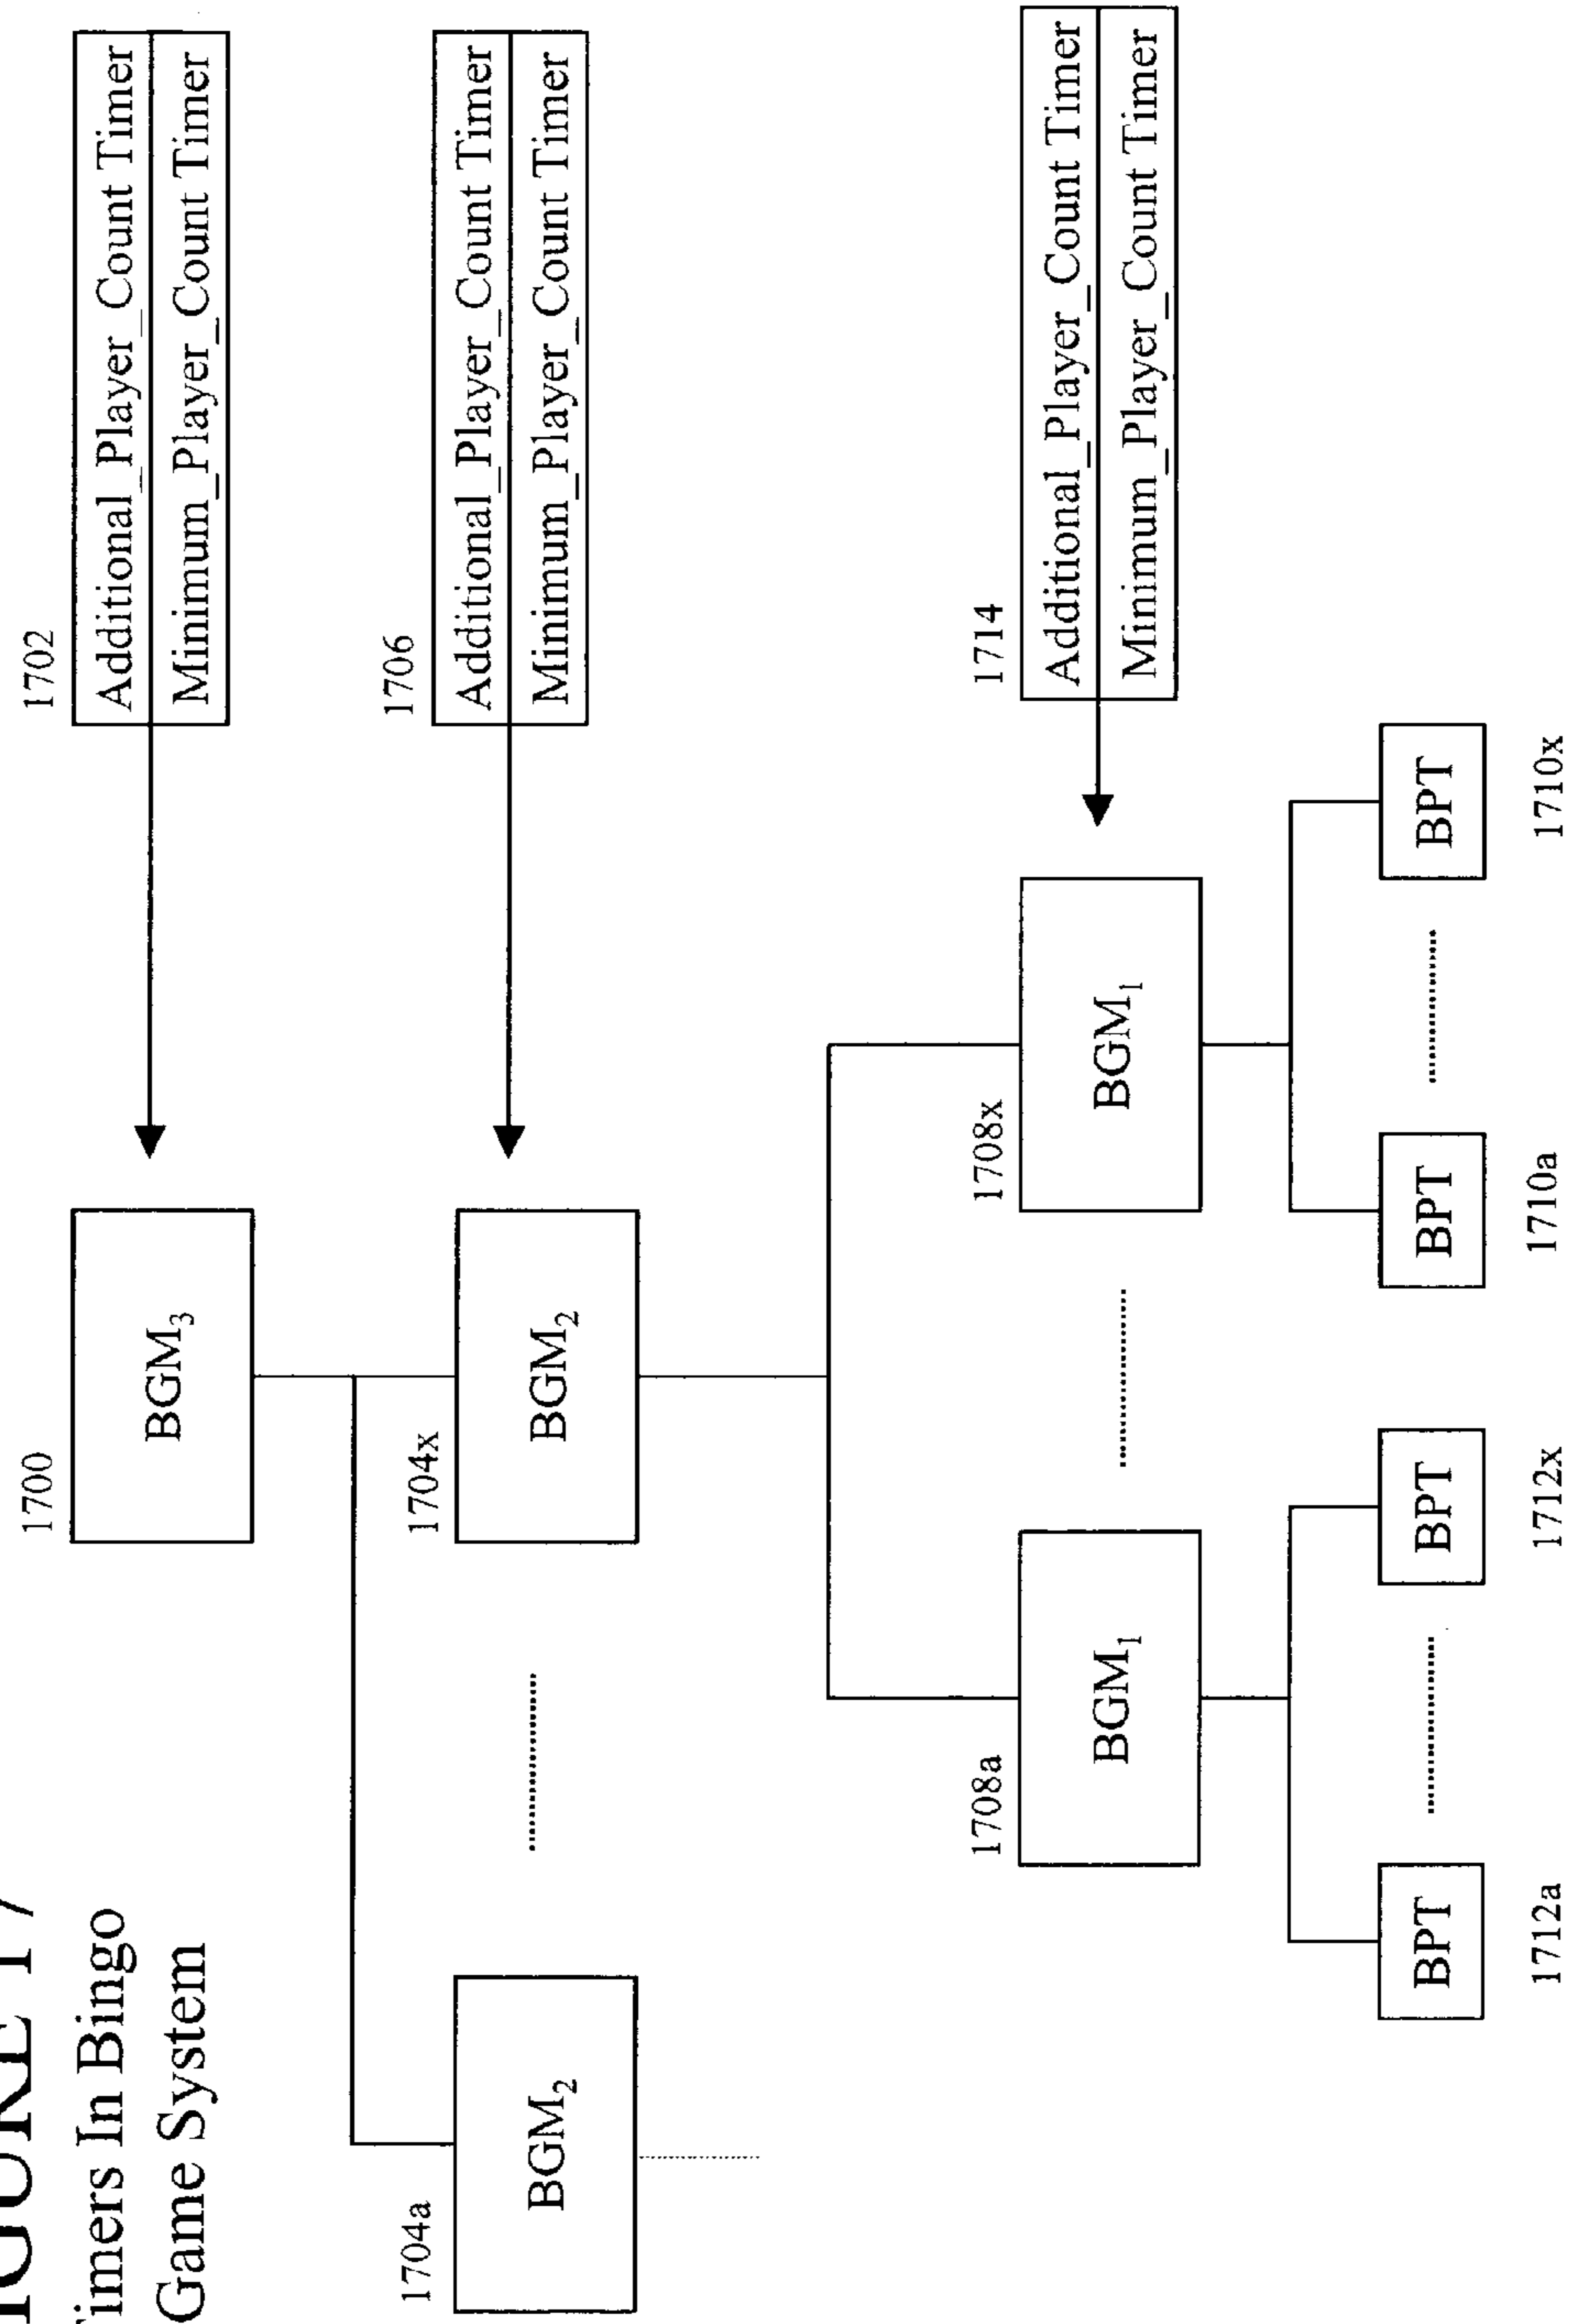 FIGURE 17
Timers In Bingo
Game System
1700
BGM3
1702
Additional_Player_Count Timer
Minimum_Player_Count Timer
1704a
BGM2
1704x
BGM2
1706
Additional_Player_Count Timer
Minimum_Player_Count Timer
1708a
BGM1
1708x
BGM1
1714
Additional_Player_Count Timer
Minimum_Player_Count Timer
BPT
BPT
BPT
BPT
1712a
1712x
1710a
1710x